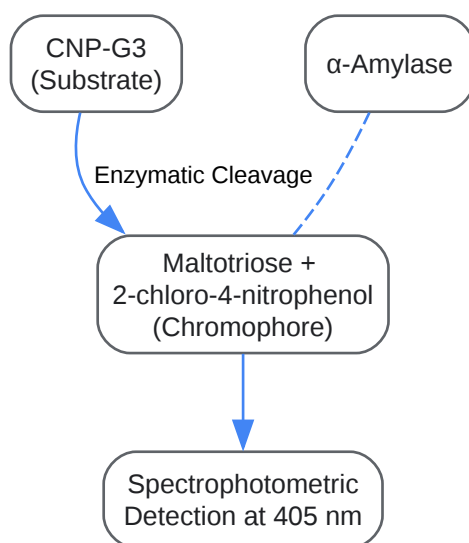 CNP-G3
(Substrate)
α-Amylase
Enzymatic Cleavage
Maltotriose +
2-chloro-4-nitrophenol
(Chromophore)
Spectrophotometric
Detection at 405 nm